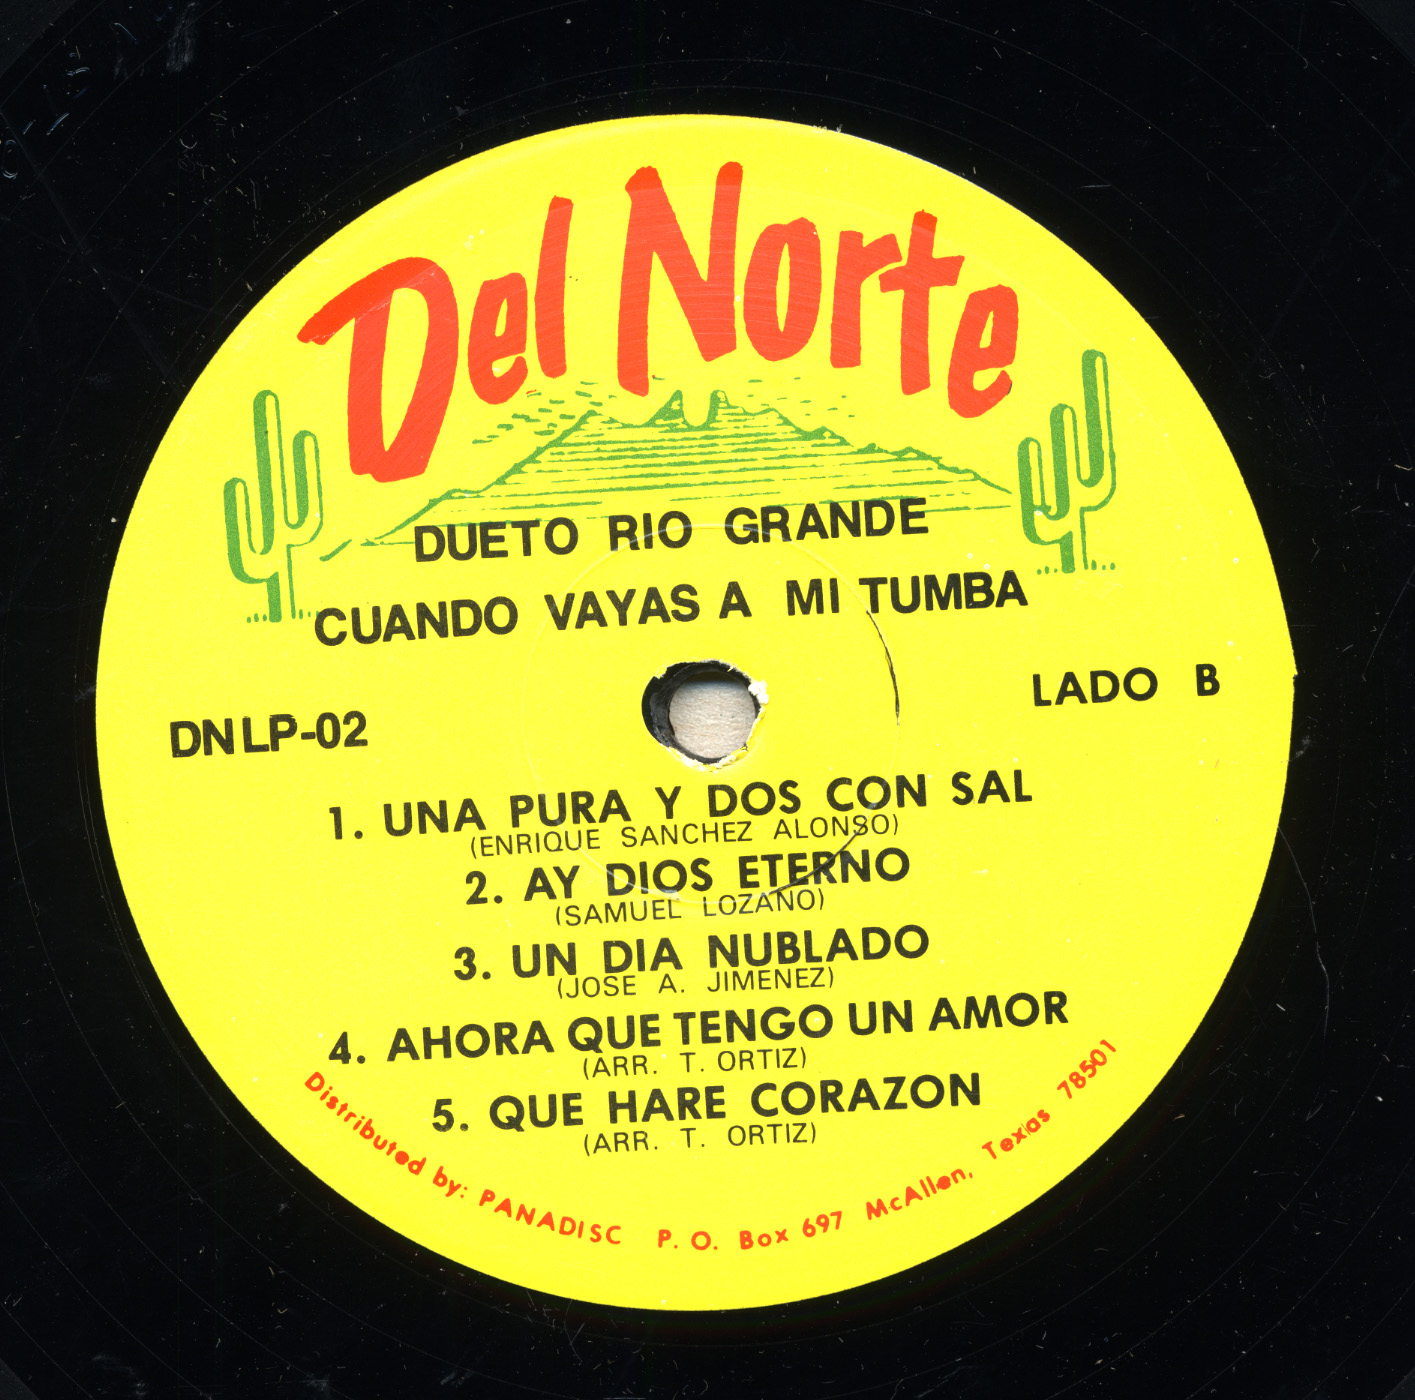 Del Norte
DUETO RIO GRANDE
CUANDO VAYAS A MI TUMBA
LADO B
DNLP-02
1. UNA PURA Y DOS CON SAL
(ENRIQUE SANCHEZ ALONSO)
2. AY DIOS ETERNO
(SAMUEL LOZANO)
3. UN DIA NUBLADO
(JOSE A. JIMENEZ)
4. AHORA QUE TENGO UN AMOR
(ARR. T. ORTIZ)
5. QUE HARE CORAZON
(ARR. T. ORTIZ)
Distributed by: PANADISC P. O. Box 697 McAllen, Texas 78501